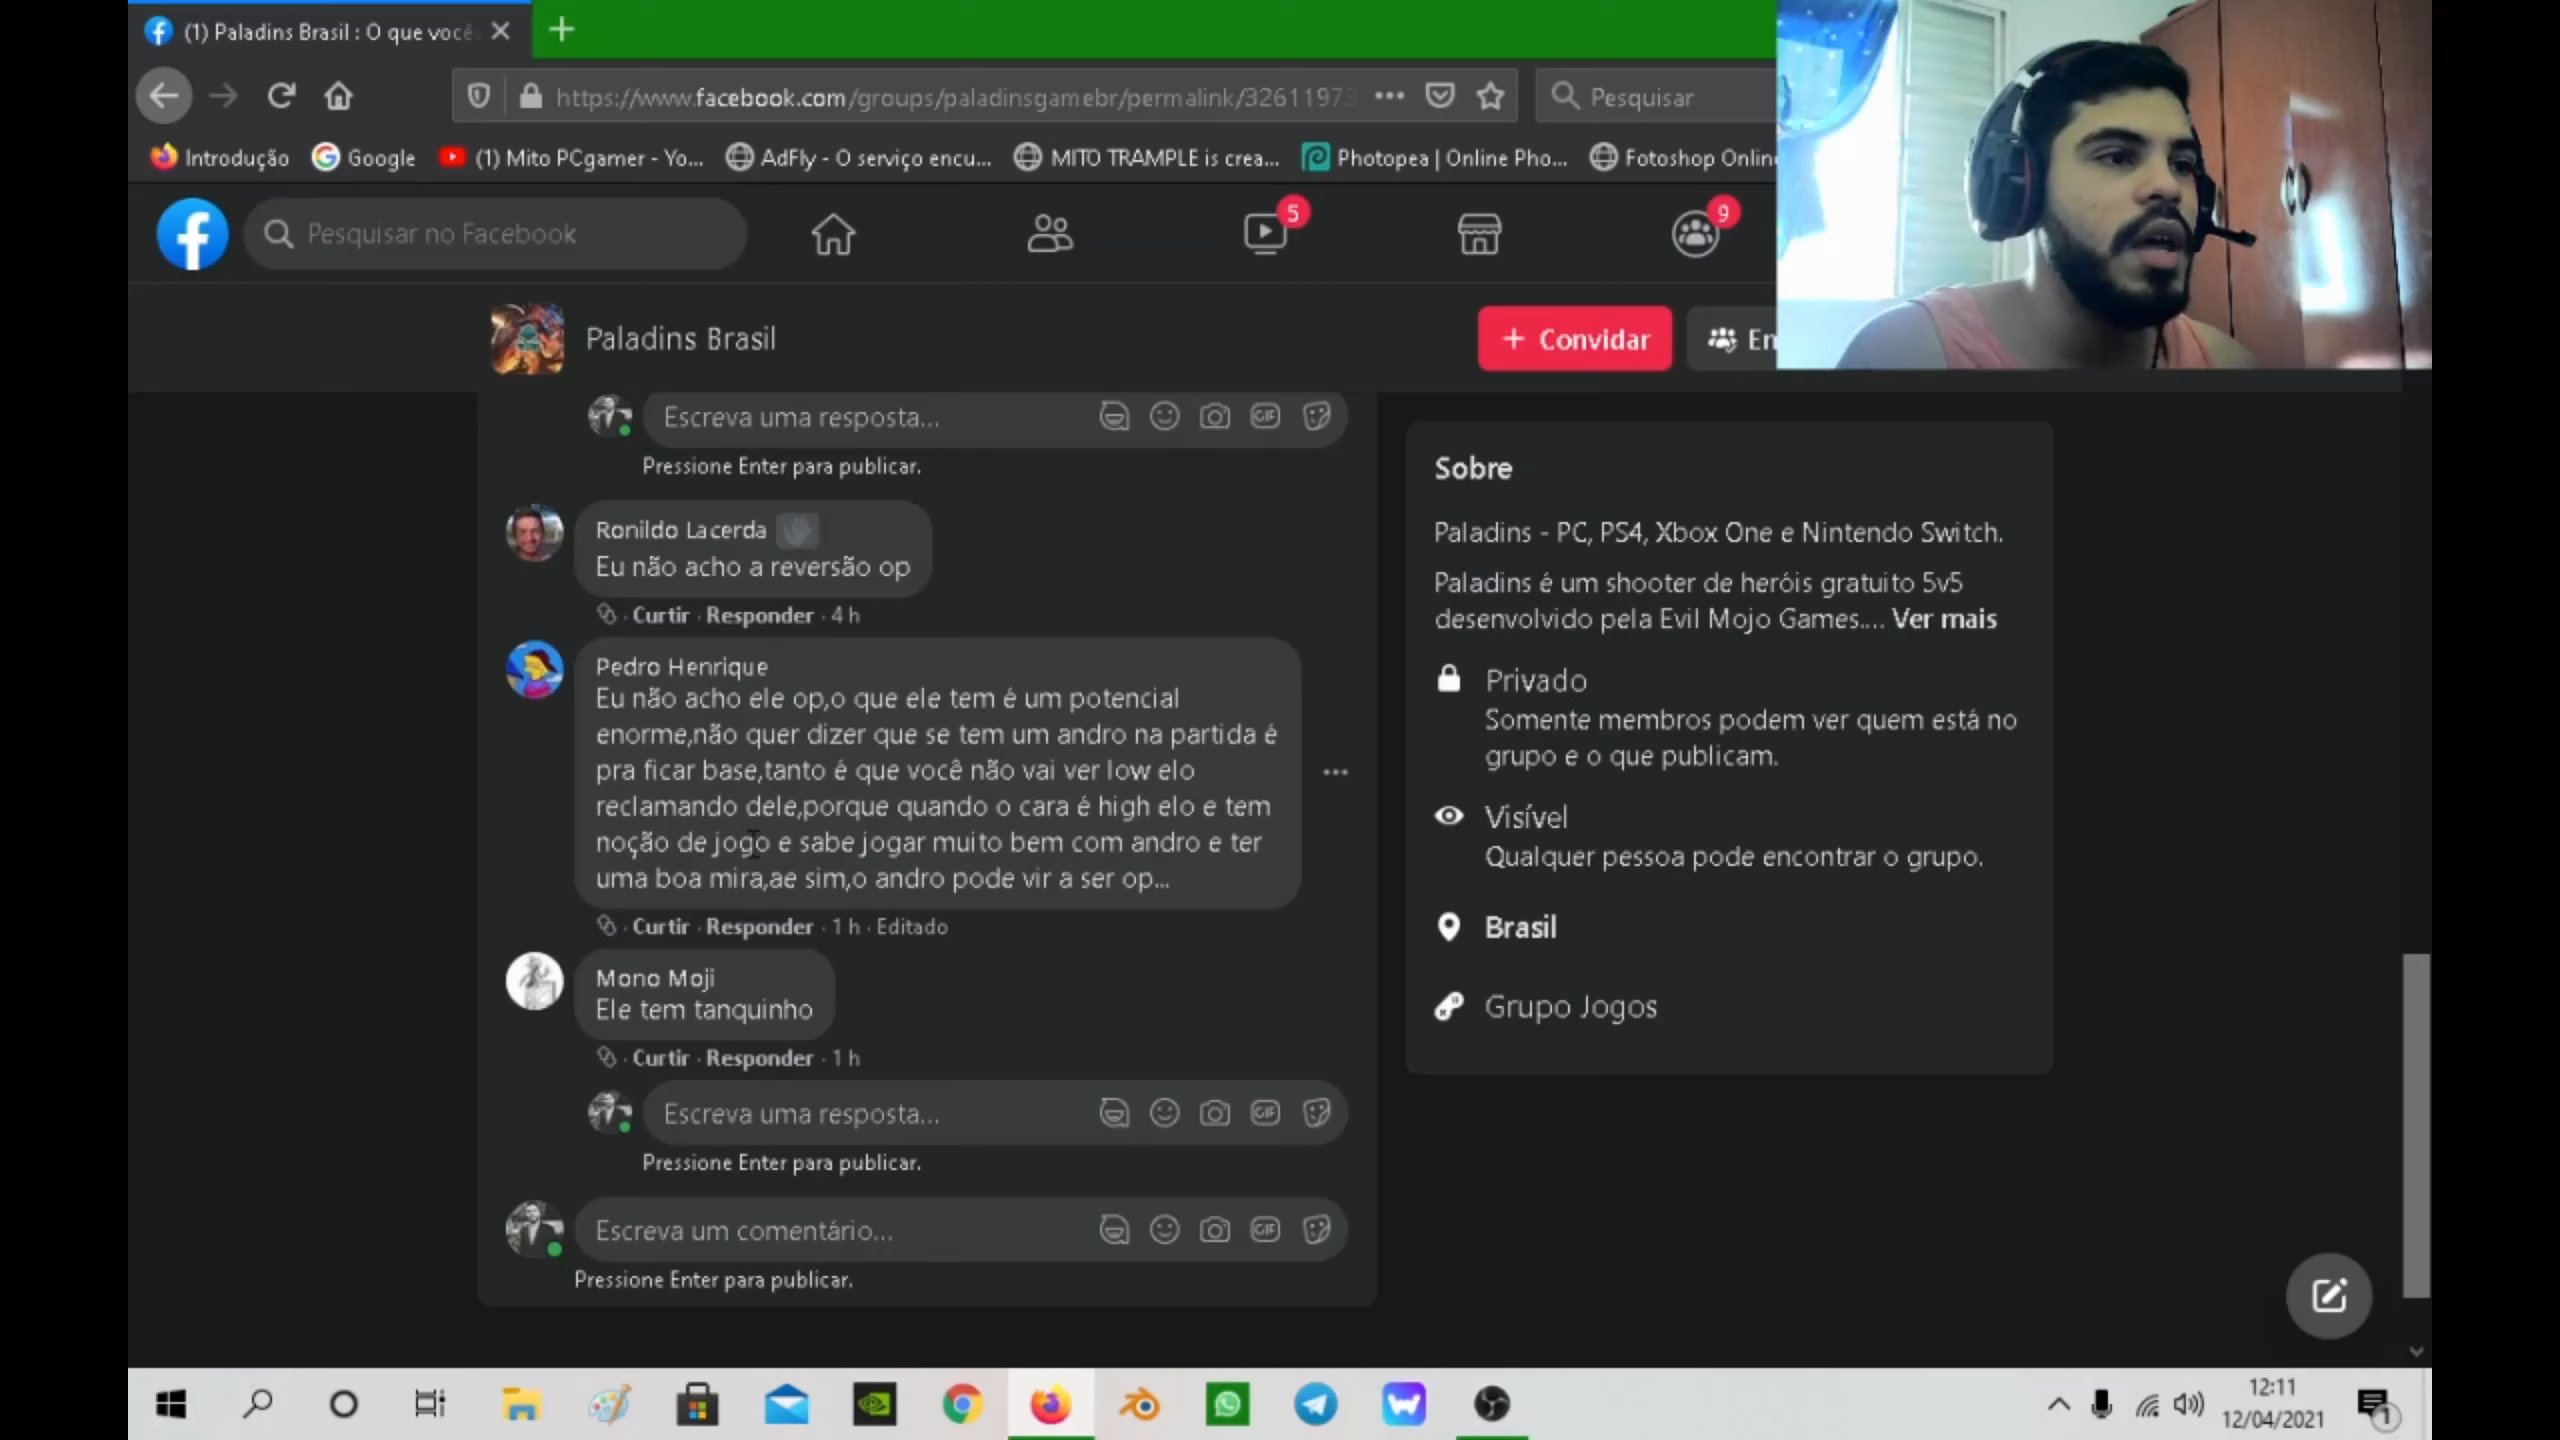 (1) Paladins Brasil : O que você
https://www.facebook.com/groups/paladinsgamebr/permalink/32611973
Pesquisar
Introdução
Google
(1) Mito PCgamer - Yo...
AdFly - O serviço encu...
MITO TRAMPLE is crea...
Photopea | Online Pho...
Fotoshop Onlin
Pesquisar no Facebook
5
9
Paladins Brasil
+ Convidar
En
Escreva uma resposta...
GIF
Pressione Enter para publicar.
Ronildo Lacerda
Eu não acho a reversão op
· Curtir · Responder · 4 h
Pedro Henrique
Eu não acho ele op,o que ele tem é um potencial
enorme,não quer dizer que se tem um andro na partida é
pra ficar base,tanto é que você não vai ver low elo
reclamando dele,porque quando o cara é high elo e tem
noção de jogo e sabe jogar muito bem com andro e ter
uma boa mira,ae sim,o andro pode vir a ser op...
· Curtir · Responder · 1 h · Editado
Mono Moji
Ele tem tanquinho
· Curtir · Responder · 1 h
Escreva uma resposta...
GIF
Pressione Enter para publicar.
Escreva um comentário...
GIF
Pressione Enter para publicar.
Sobre
Paladins - PC, PS4, Xbox One e Nintendo Switch.
Paladins é um shooter de heróis gratuito 5v5
desenvolvido pela Evil Mojo Games.... Ver mais
Privado
Somente membros podem ver quem está no
grupo e o que publicam.
Visível
Qualquer pessoa pode encontrar o grupo.
Brasil
Grupo Jogos
12:11
12/04/2021
1